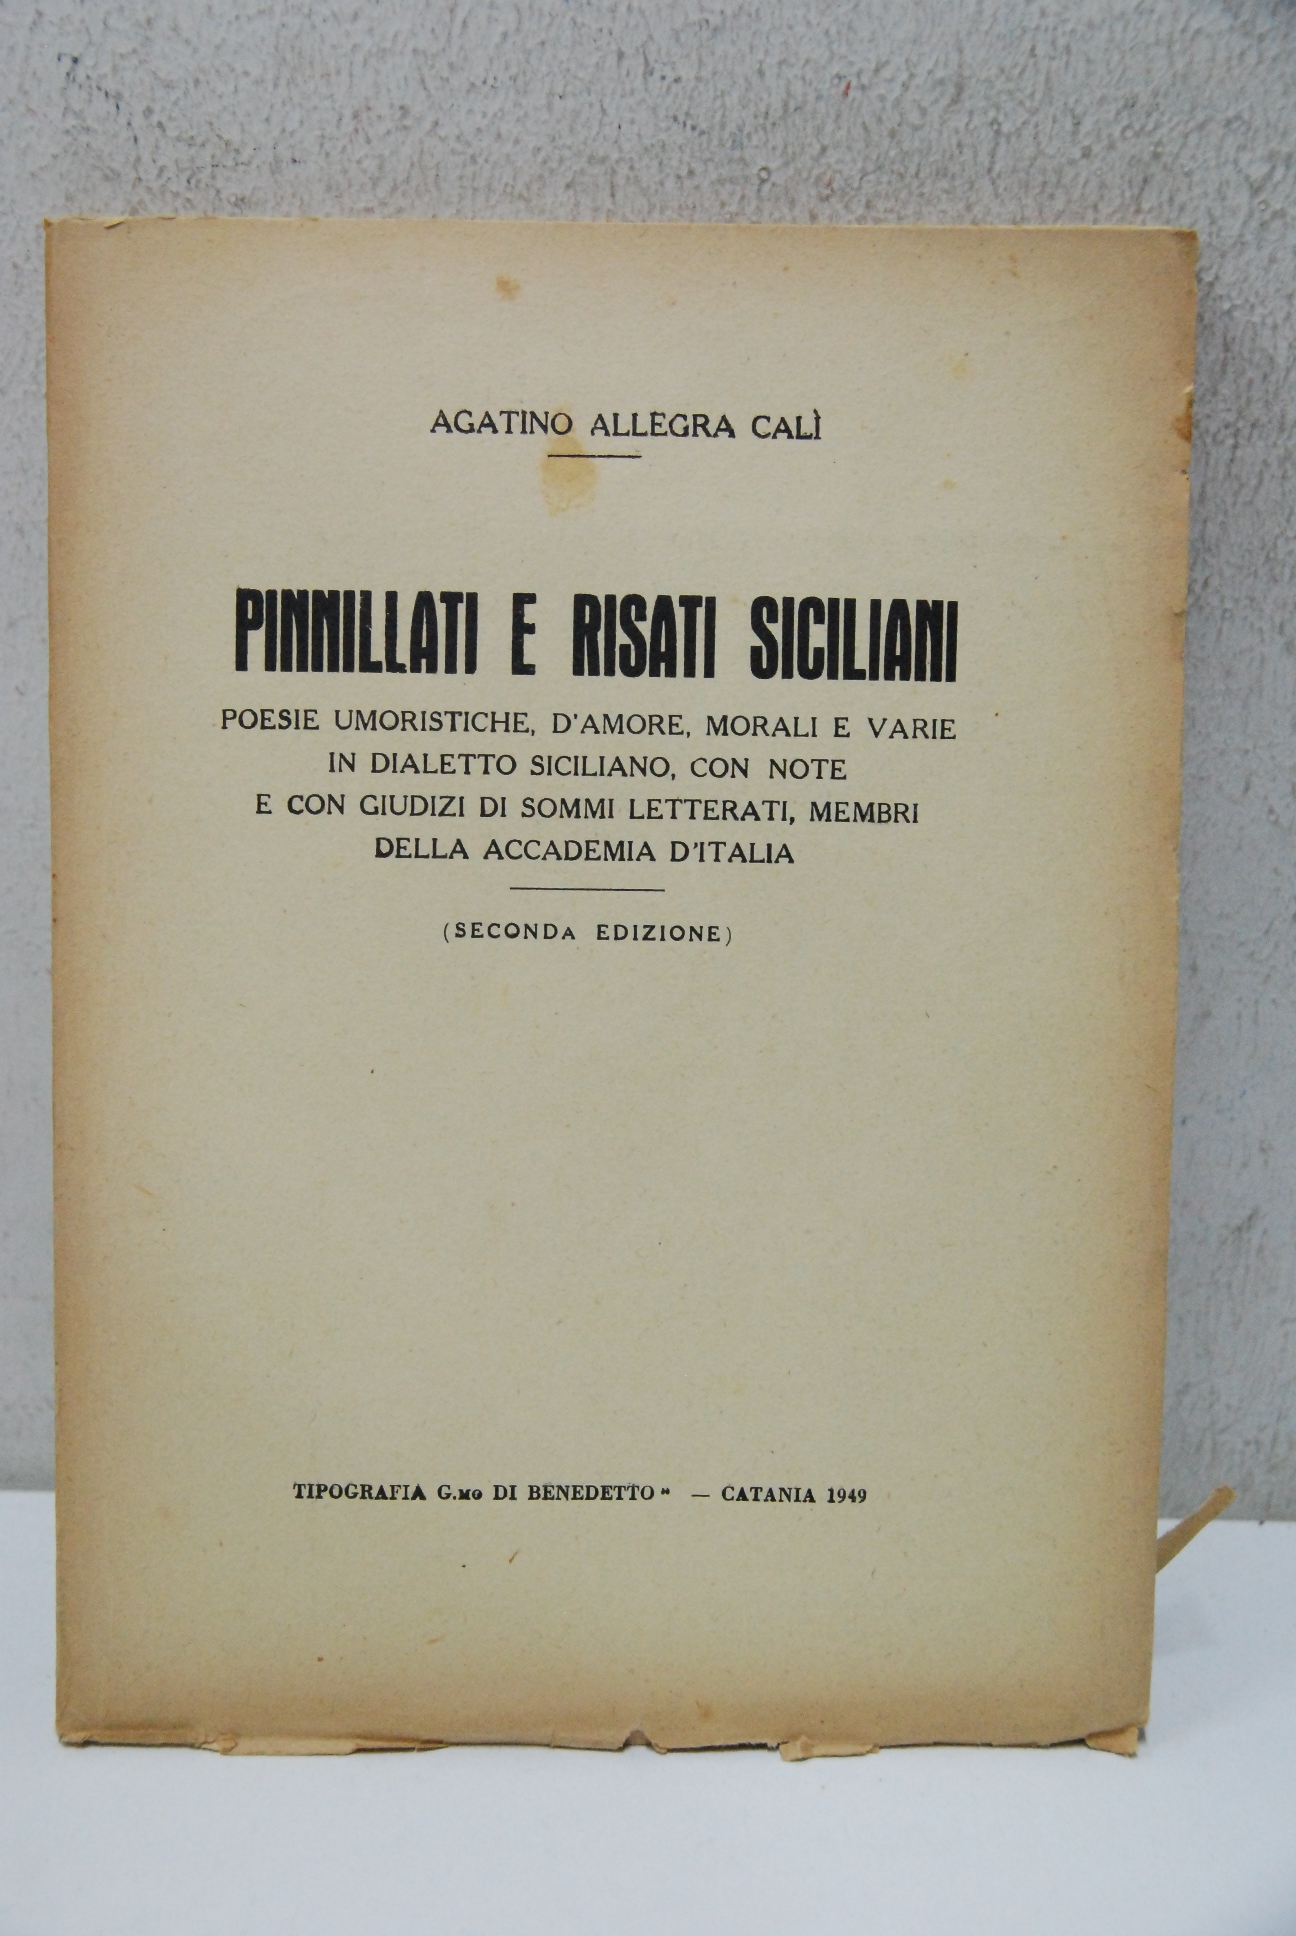 AGATINO ALLEGRA CALÌ
PINNILLATI E RISATI SICILIANI
POESIE UMORISTICHE, D'AMORE, MORALI E VARIE
IN DIALETTO SICILIANO, CON NOTE
E CON GIUDIZI DI SOMMI LETTERATI, MEMBRI
DELLA ACCADEMIA D'ITALIA
(SECONDA EDIZIONE)
TIPOGRAFIA G.MO DI BENEDETTO" — CATANIA 1949